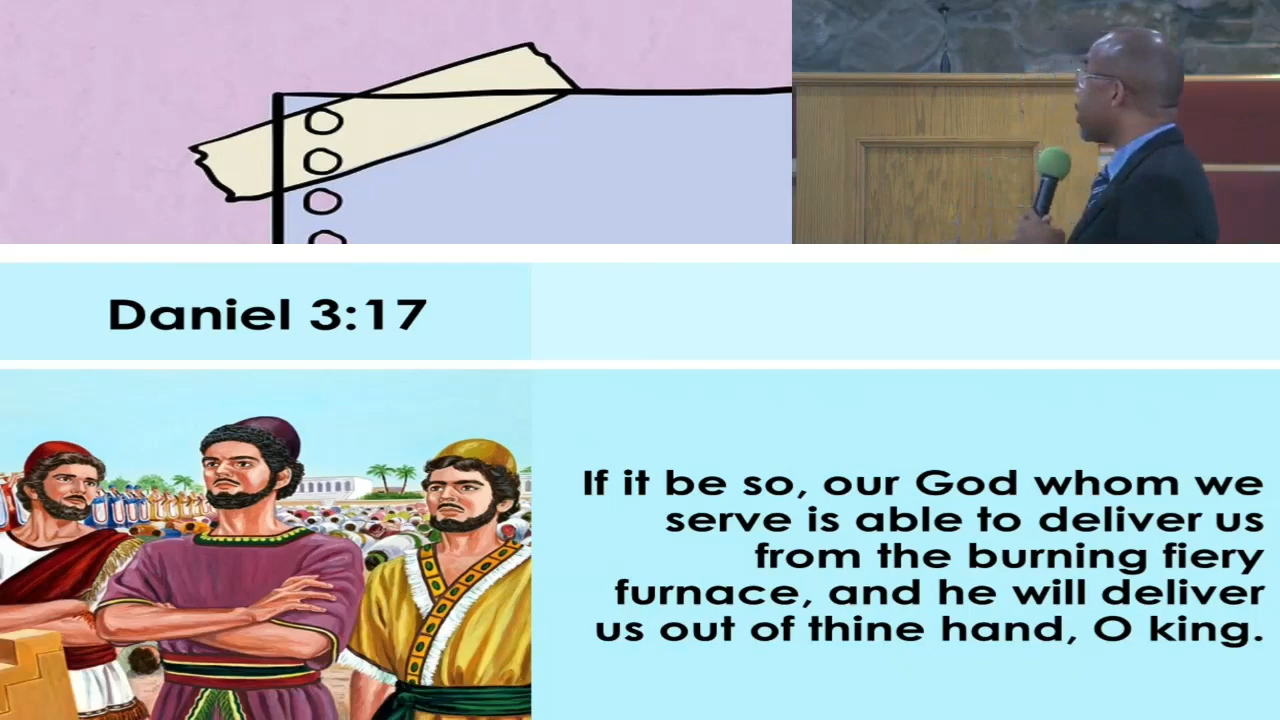 Daniel 3:17
If it be so, our God whom we
serve is able to deliver us
from the burning fiery
furnace, and he will deliver
us out of thine hand, O king.